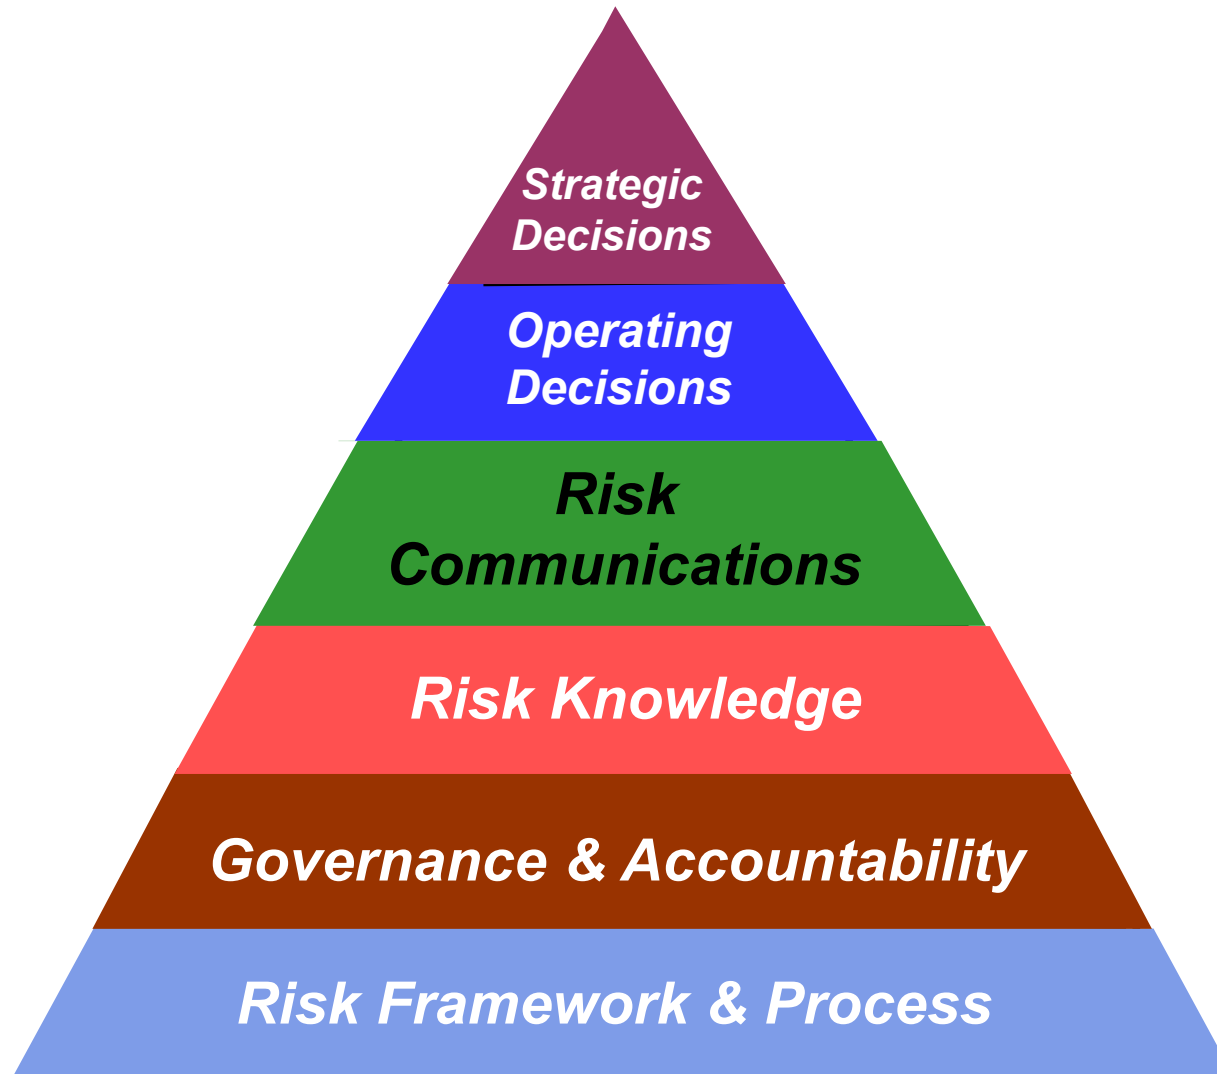 Strategic
Decisions
Operating
Decisions
Risk
Communications
Risk Knowledge
Governance & Accountability
Risk Framework & Process